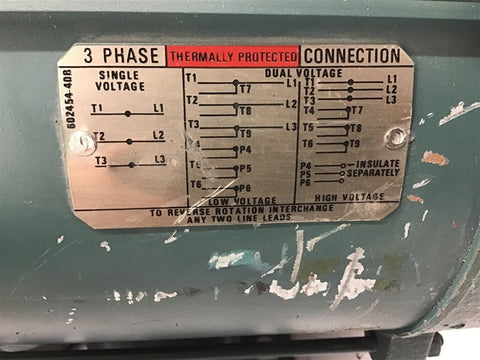 3 PHASE THERMALLY PROTECTED CONNECTION
SINGLE
VOLTAGE
T1 L1
T2 L2
T3 L3
DUAL VOLTAGE
T1 L1
T7
T2 L2
T8
T3 L3
T9
T4 P4
T5 P5
T6 P6
LOW VOLTAGE
T1 L1
T2 L2
T3 L3
T4 T7
T5 T8
T6 T9
P4 INSULATE
P5 SEPARATELY
P6
HIGH VOLTAGE
TO REVERSE ROTATION INTERCHANGE
ANY TWO LINE LEADS
602454-40B